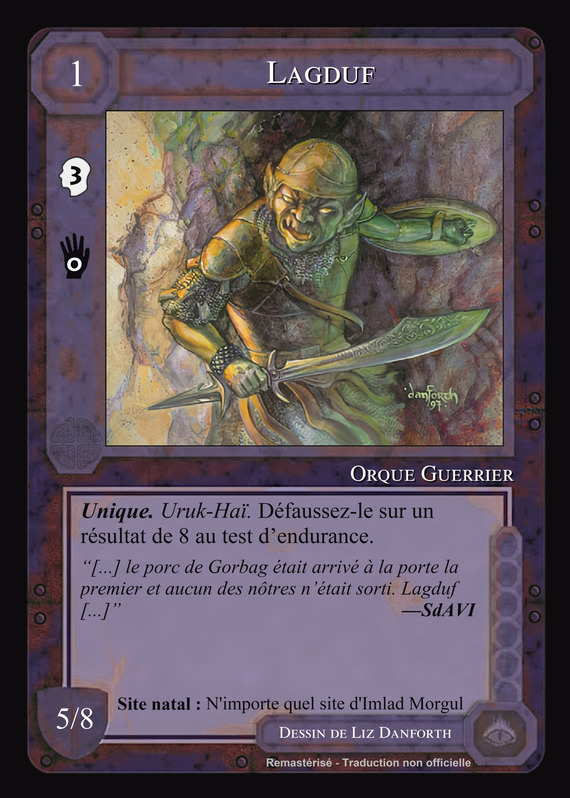 1
Lagduf
3
0
danforth
'97.
Orque Guerrier
Unique. Uruk-Haï. Défaussez-le sur un
résultat de 8 au test d’endurance.
“[...] le porc de Gorbag était arrivé à la porte la
premier et aucun des nôtres n’était sorti. Lagduf
[...]” —SdAVI
Site natal : N'importe quel site d'Imlad Morgul
5/8
Dessin de Liz Danforth
Remastérisé - Traduction non officielle